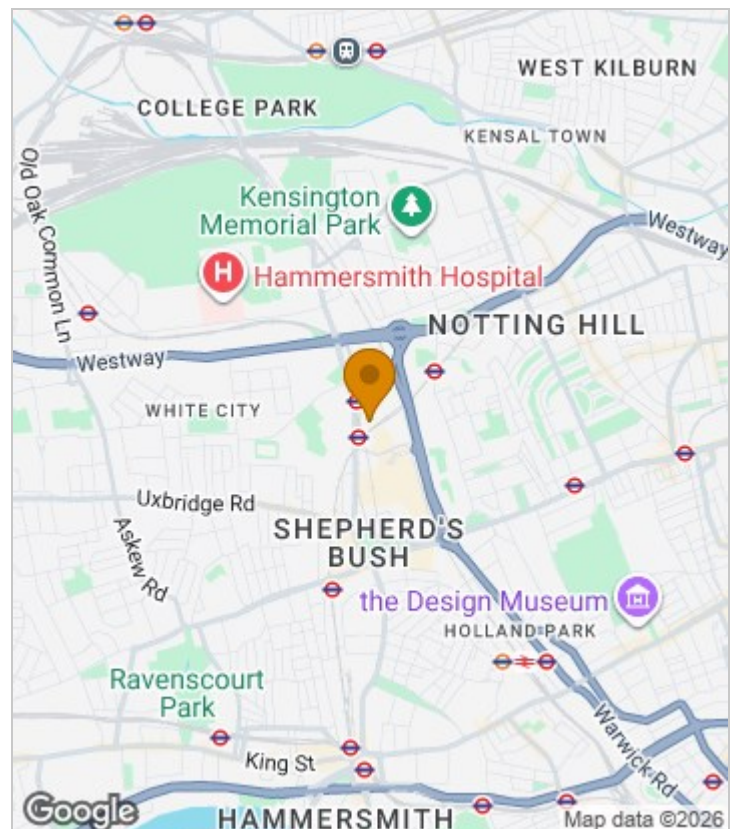 WEST KILBURN
COLLEGE PARK
KENSAL TOWN
Old Oak Common Ln
Kensington
Memorial Park
Westway
H Hammersmith Hospital
NOTTING HILL
Westway
WHITE CITY
Uxbridge Rd
SHEPHERD'S
BUSH
Askew Rd
the Design Museum
HOLLAND PARK
Ravenscourt
Park
Warwick Rd
King St
Google
HAMMERSMITH
Map data ©2026